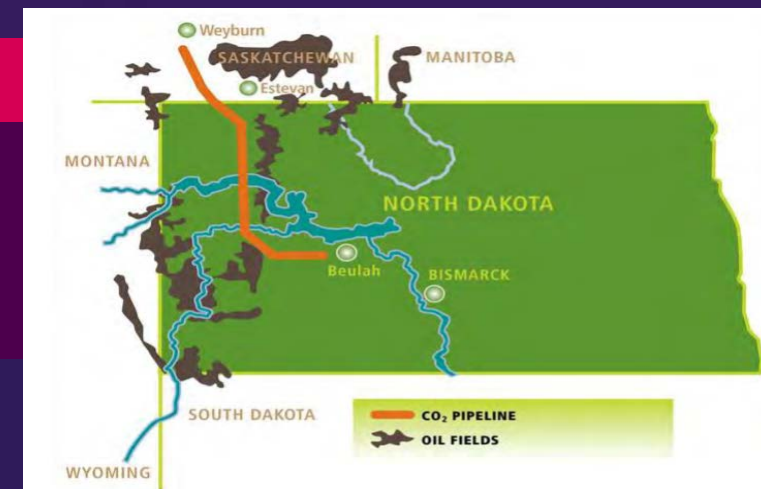 Weyburn
SASKATCHEWAN
MANITOBA
Estevan
MONTANA
NORTH DAKOTA
Beulah
BISMARCK
SOUTH DAKOTA
CO₂ PIPELINE
OIL FIELDS
WYOMING